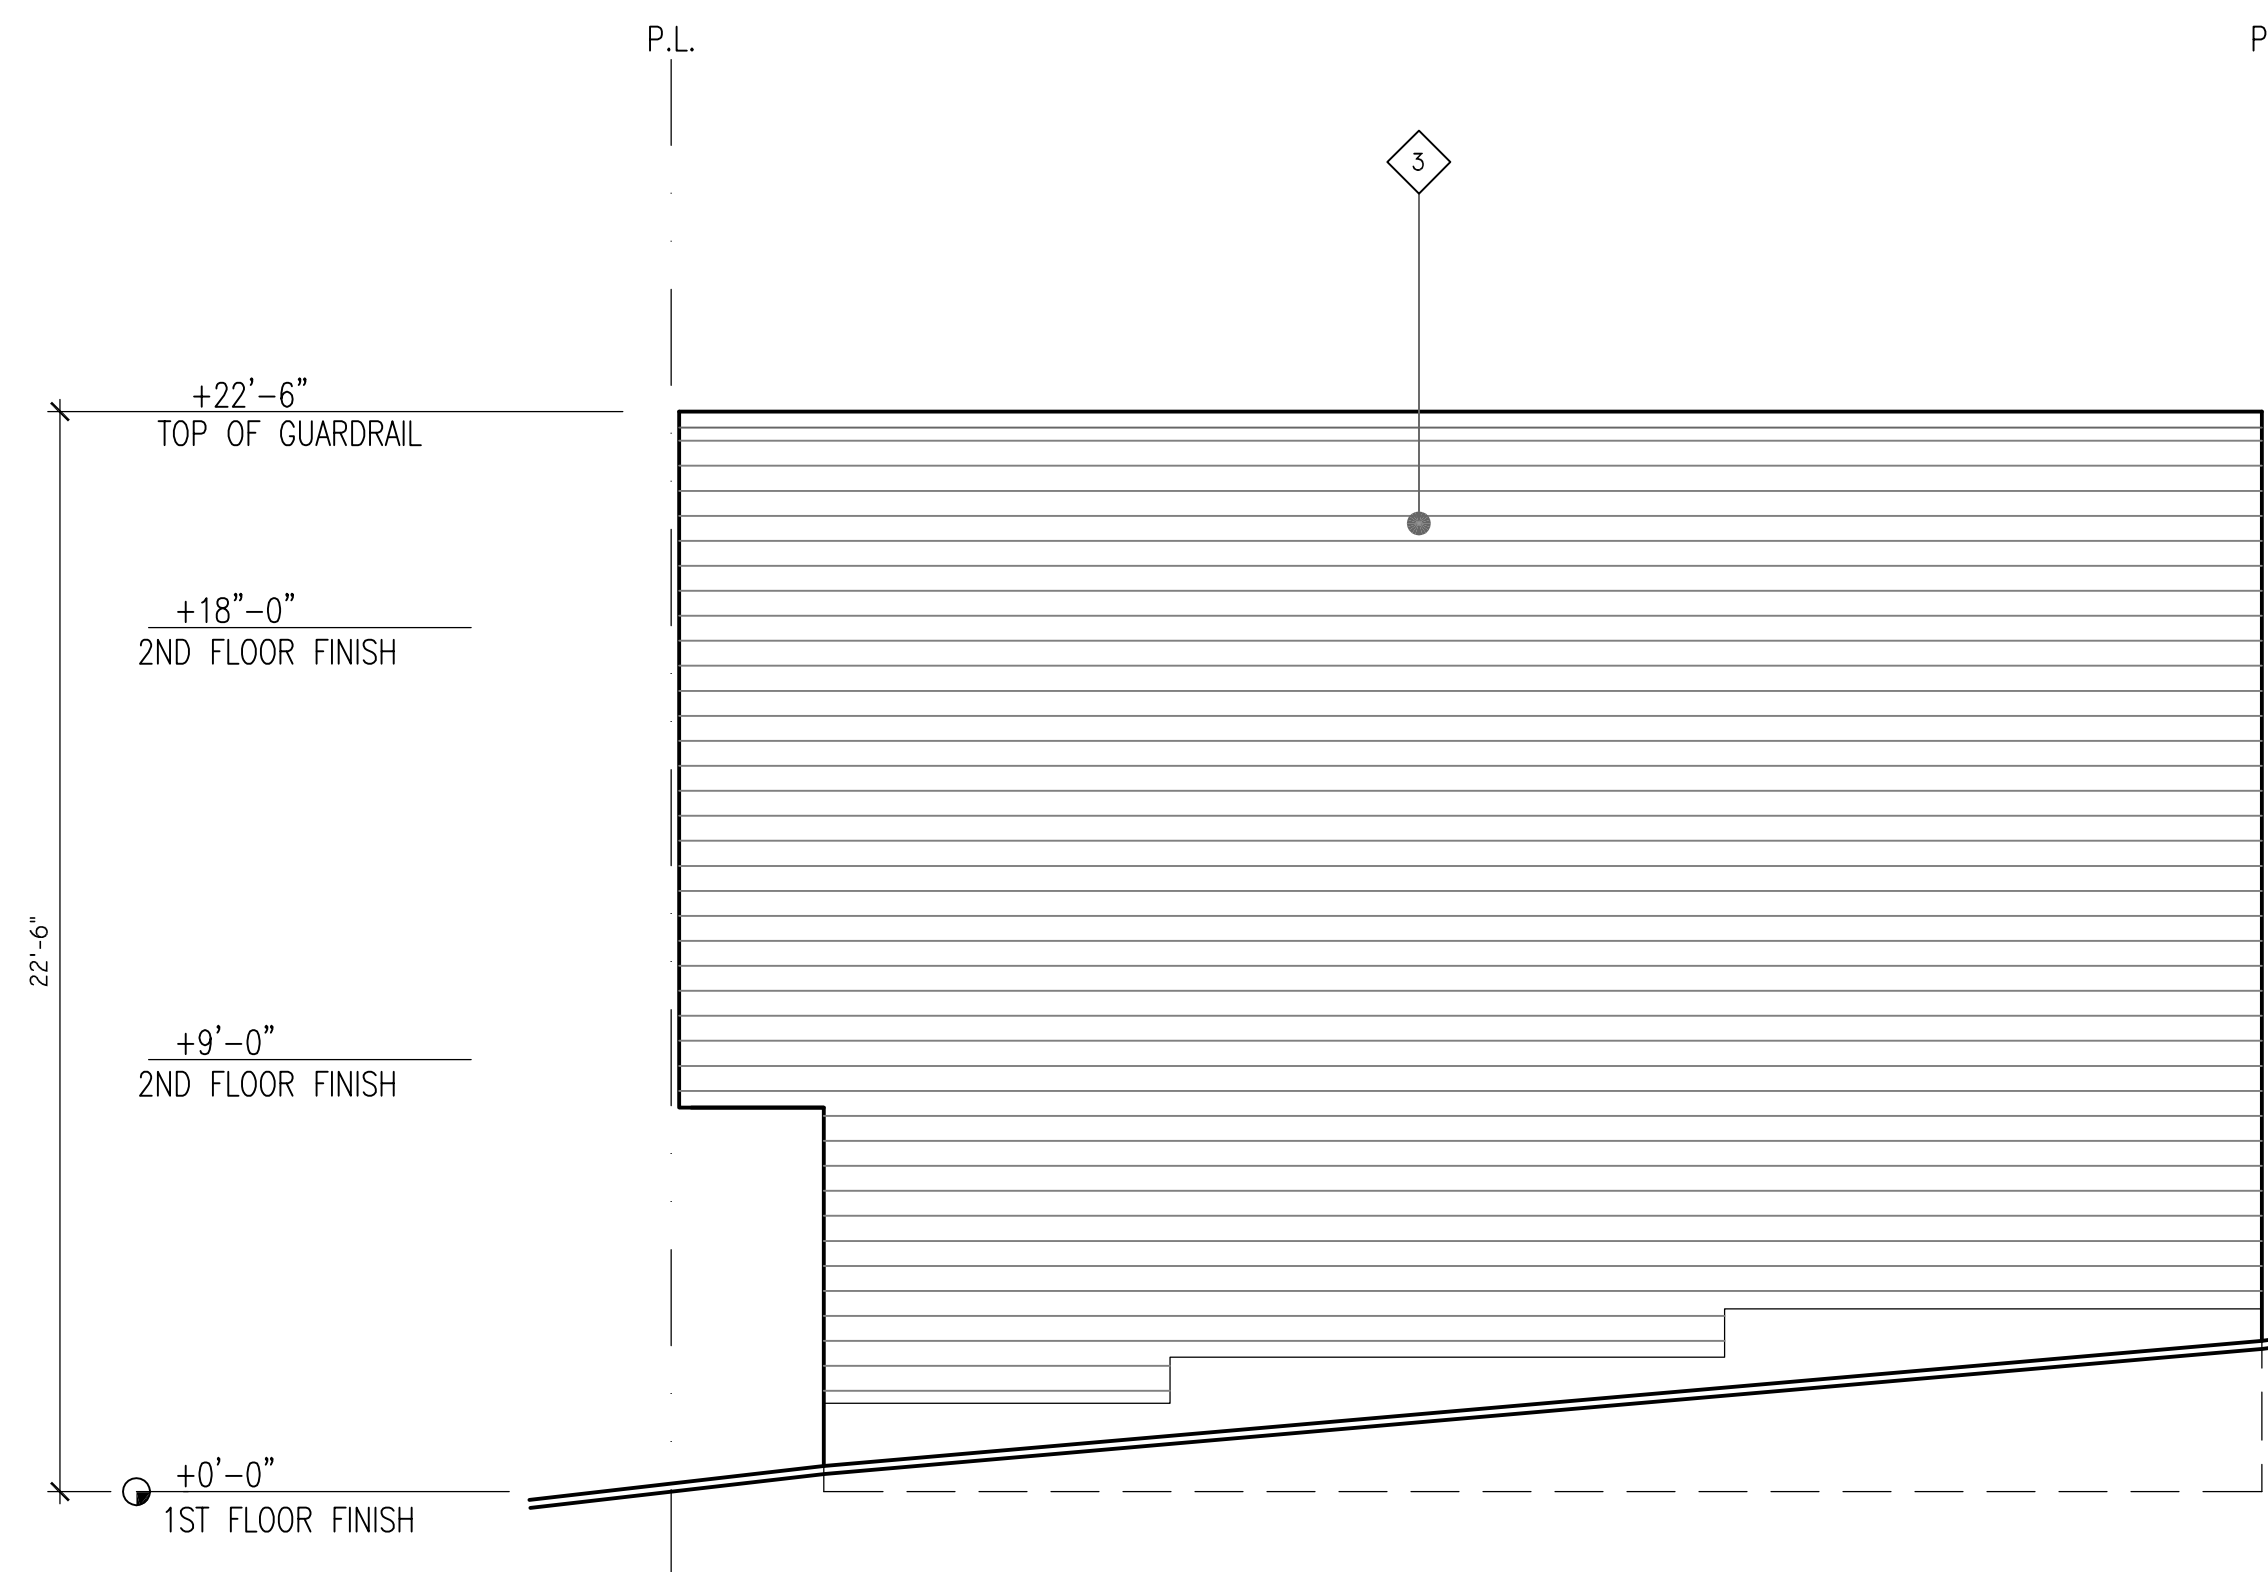 P.L.
P
3
+22'-6"
TOP OF GUARDRAIL
+18"-0"
2ND FLOOR FINISH
22'-6"
+9'-0"
2ND FLOOR FINISH
+0'-0"
1ST FLOOR FINISH